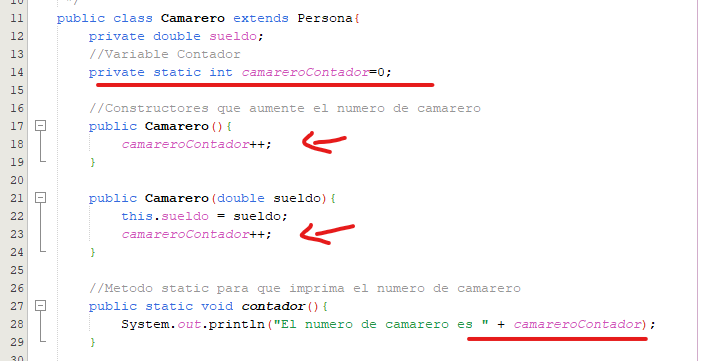 10 */
11 public class Camarero extends Persona{
12 private double sueldo;
13 //Variable Contador
14 private static int camareroContador=0;
15
16 //Constructores que aumente el numero de camarero
17 public Camarero(){
18 camareroContador++;
19 }
20
21 public Camarero(double sueldo){
22 this.sueldo = sueldo;
23 camareroContador++;
24 }
25
26 //Metodo static para que imprima el numero de camarero
27 public static void contador(){
28 System.out.println("El numero de camarero es " + camareroContador);
29 }
30